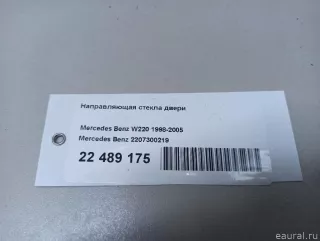 Направляющая стекла двери
Mercedes Benz W220 1998-2005
Mercedes Benz 2207300219
22 489 175
eaural.ru